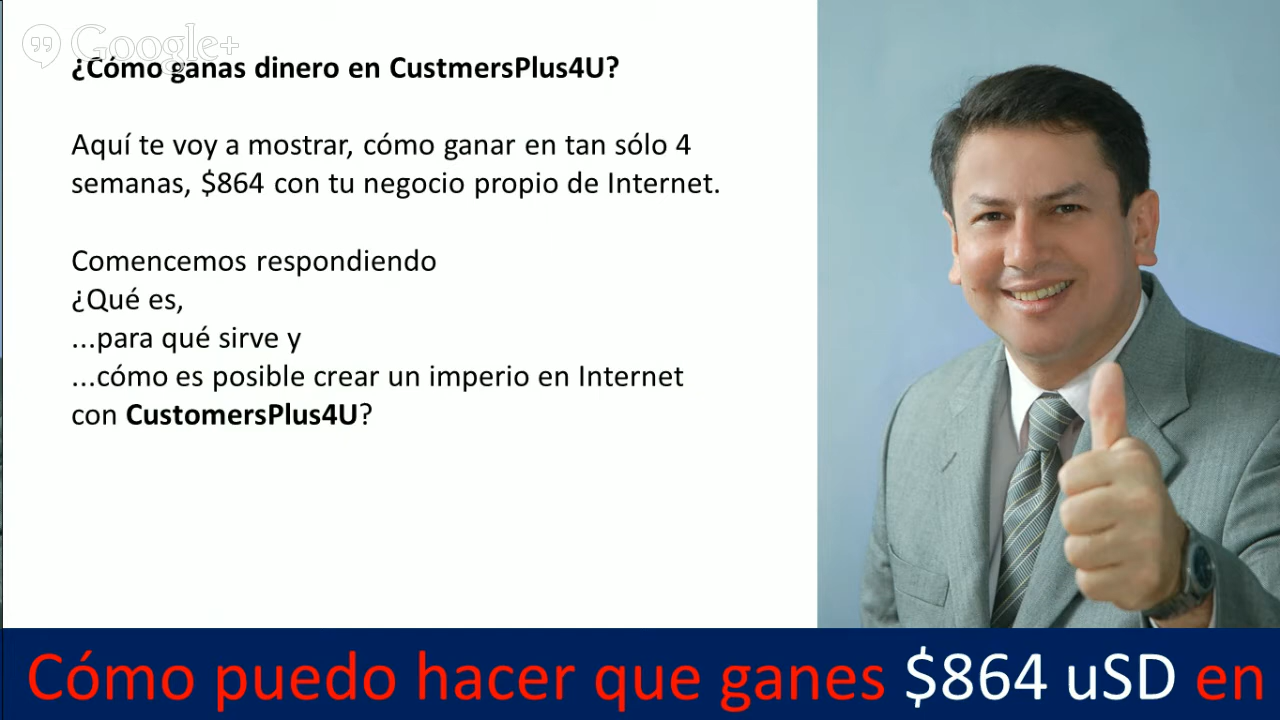 Google+
¿Cómo ganas dinero en CustmersPlus4U?
Aquí te voy a mostrar, cómo ganar en tan sólo 4
semanas, $864 con tu negocio propio de Internet.
Comencemos respondiendo
¿Qué es,
...para qué sirve y
...cómo es posible crear un imperio en Internet
con CustomersPlus4U?
Cómo puedo hacer que ganes $864 uSD en